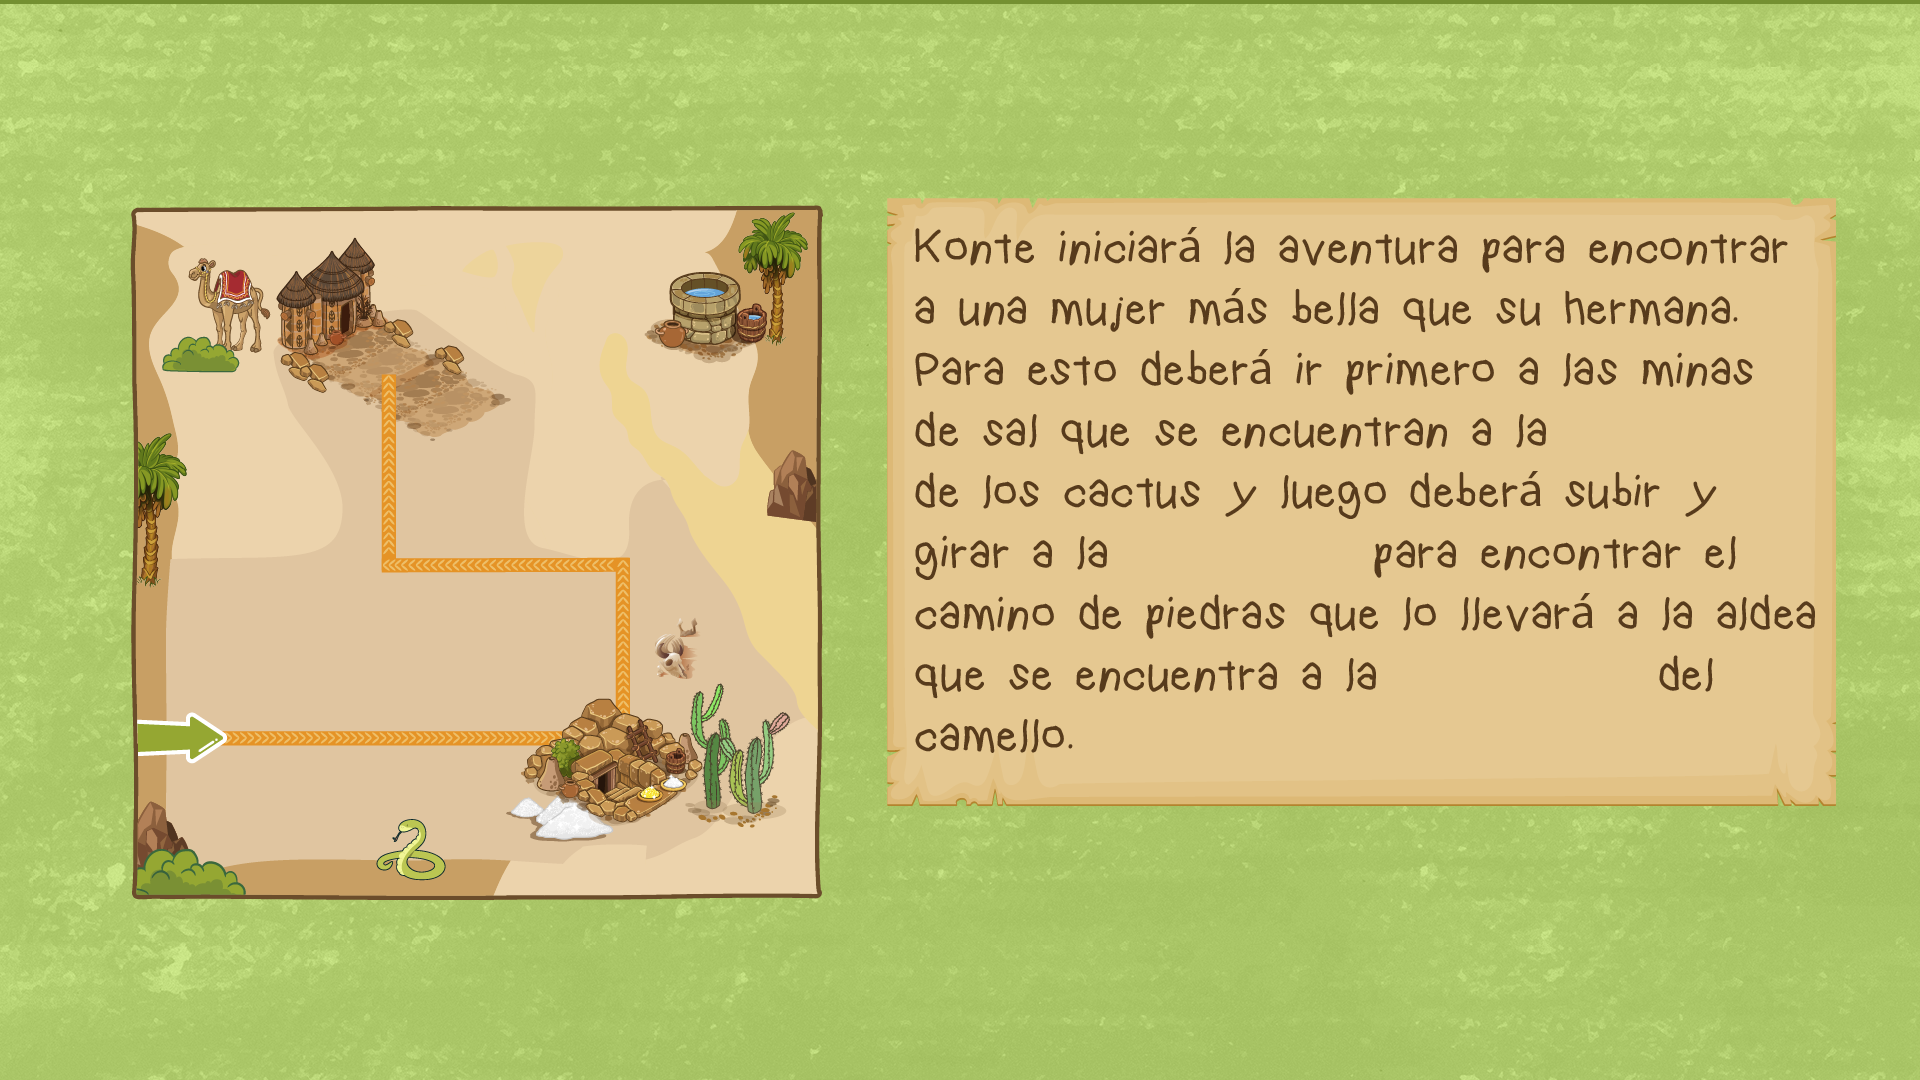 Konte iniciará la aventura para encontrar
a una mujer más bella que su hermana.
Para esto deberá ir primero a las minas
de sal que se encuentran a la
de los cactus y luego deberá subir y
girar a la para encontrar el
camino de piedras que lo llevará a la aldea
que se encuentra a la del
camello.